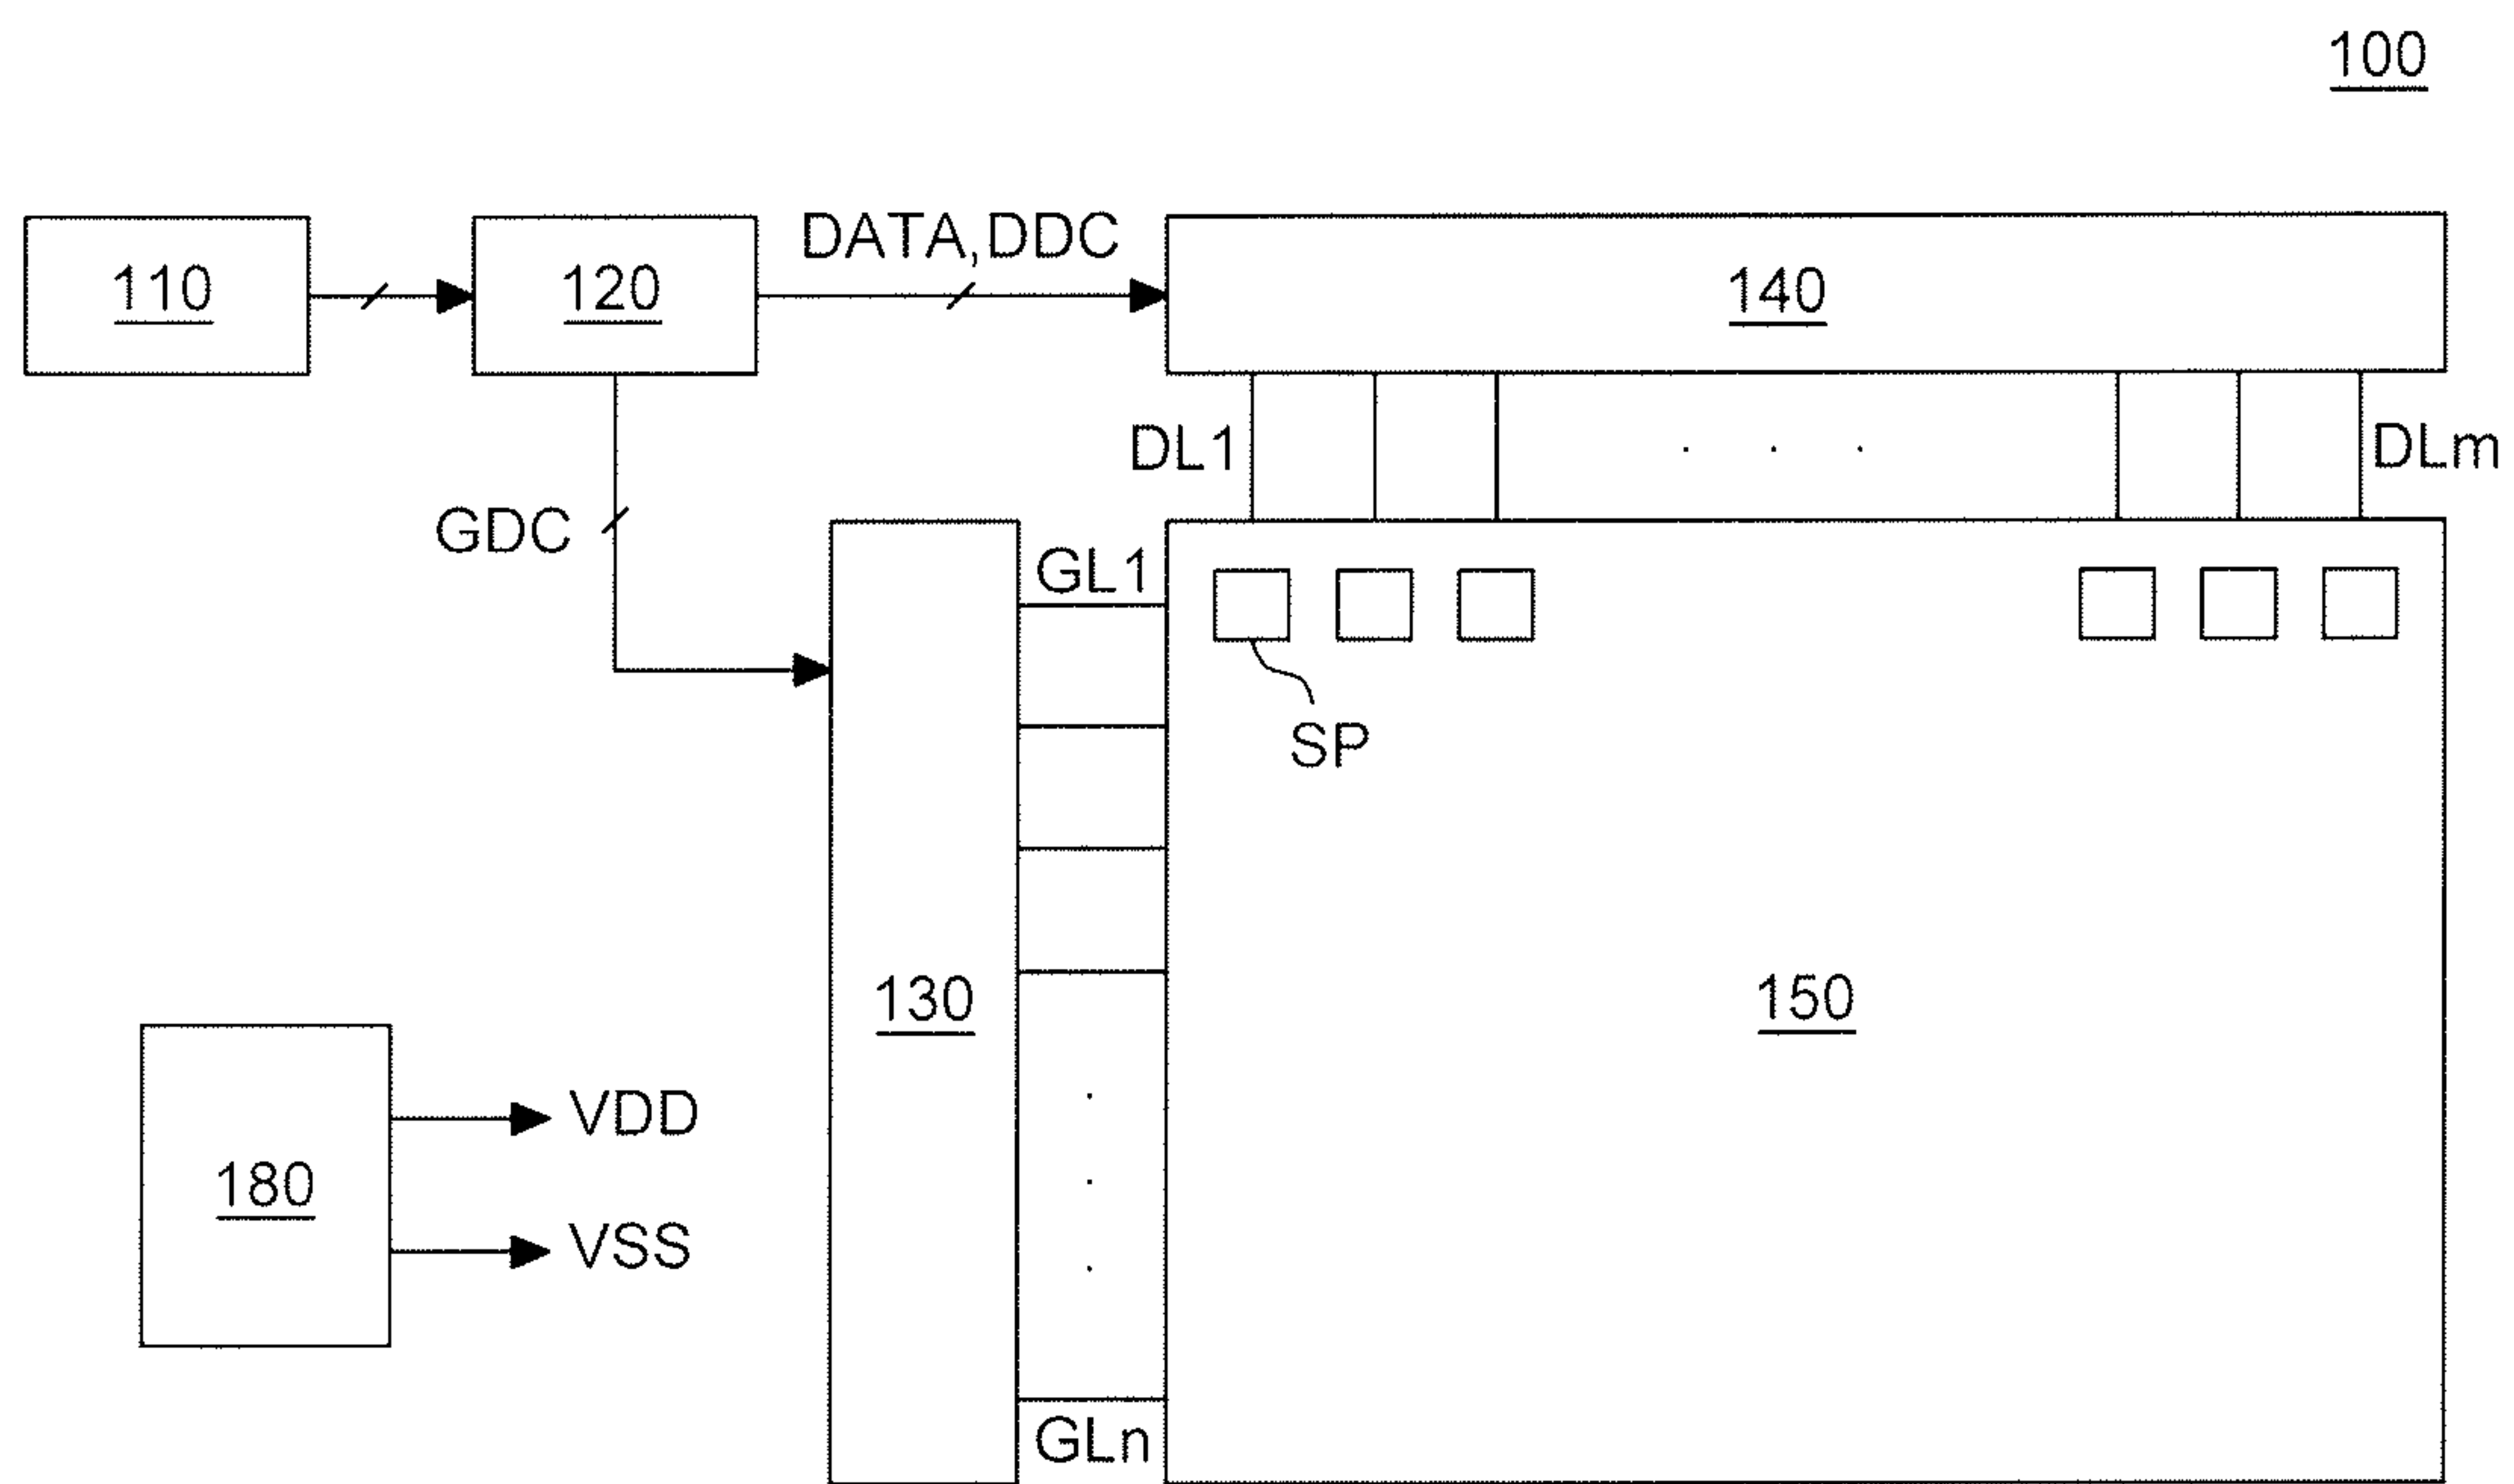 100
110
120
DATA,DDC
140
DL1
DLm
GDC
GL1
SP
130
150
VDD
180
VSS
GLn